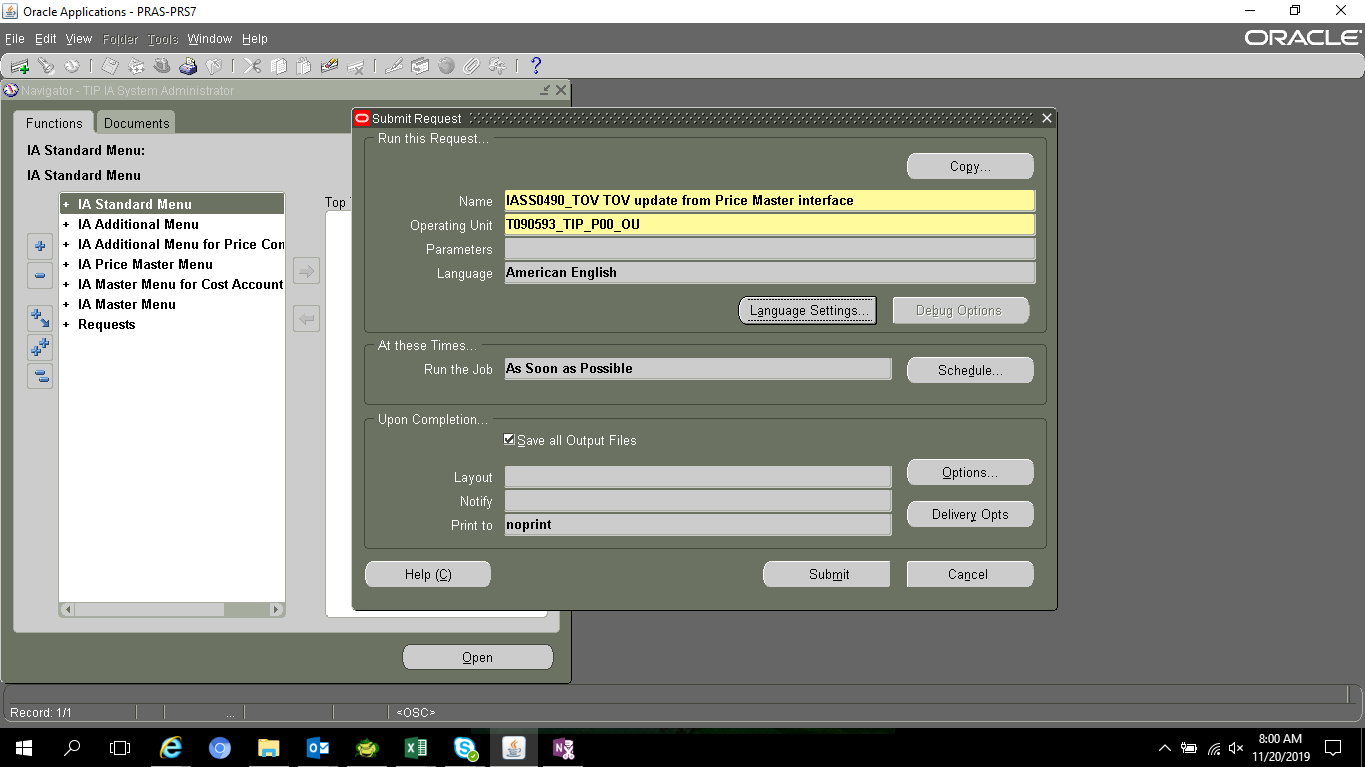 Oracle Applications - PRAS-PRS7
File Edit View Folder Tools Window Help
ORACLE
Navigator - TIP IA System Administrator
Functions Documents
IA Standard Menu:
IA Standard Menu
+ IA Standard Menu
+ IA Additional Menu
+ IA Additional Menu for Price Con
+ IA Price Master Menu
+ IA Master Menu for Cost Account
+ IA Master Menu
+ Requests
Top
Open
Submit Request
Run this Request...
Copy...
Name IASS0490_TOV TOV update from Price Master interface
Operating Unit T090593_TIP_P00_OU
Parameters
Language American English
Language Settings... Debug Options
At these Times...
Run the Job As Soon as Possible Schedule...
Upon Completion...
Save all Output Files
Layout Options...
Notify
Print to noprint Delivery Opts
Help (C) Submit Cancel
Record: 1/1 ... <OSC>
8:00 AM
11/20/2019